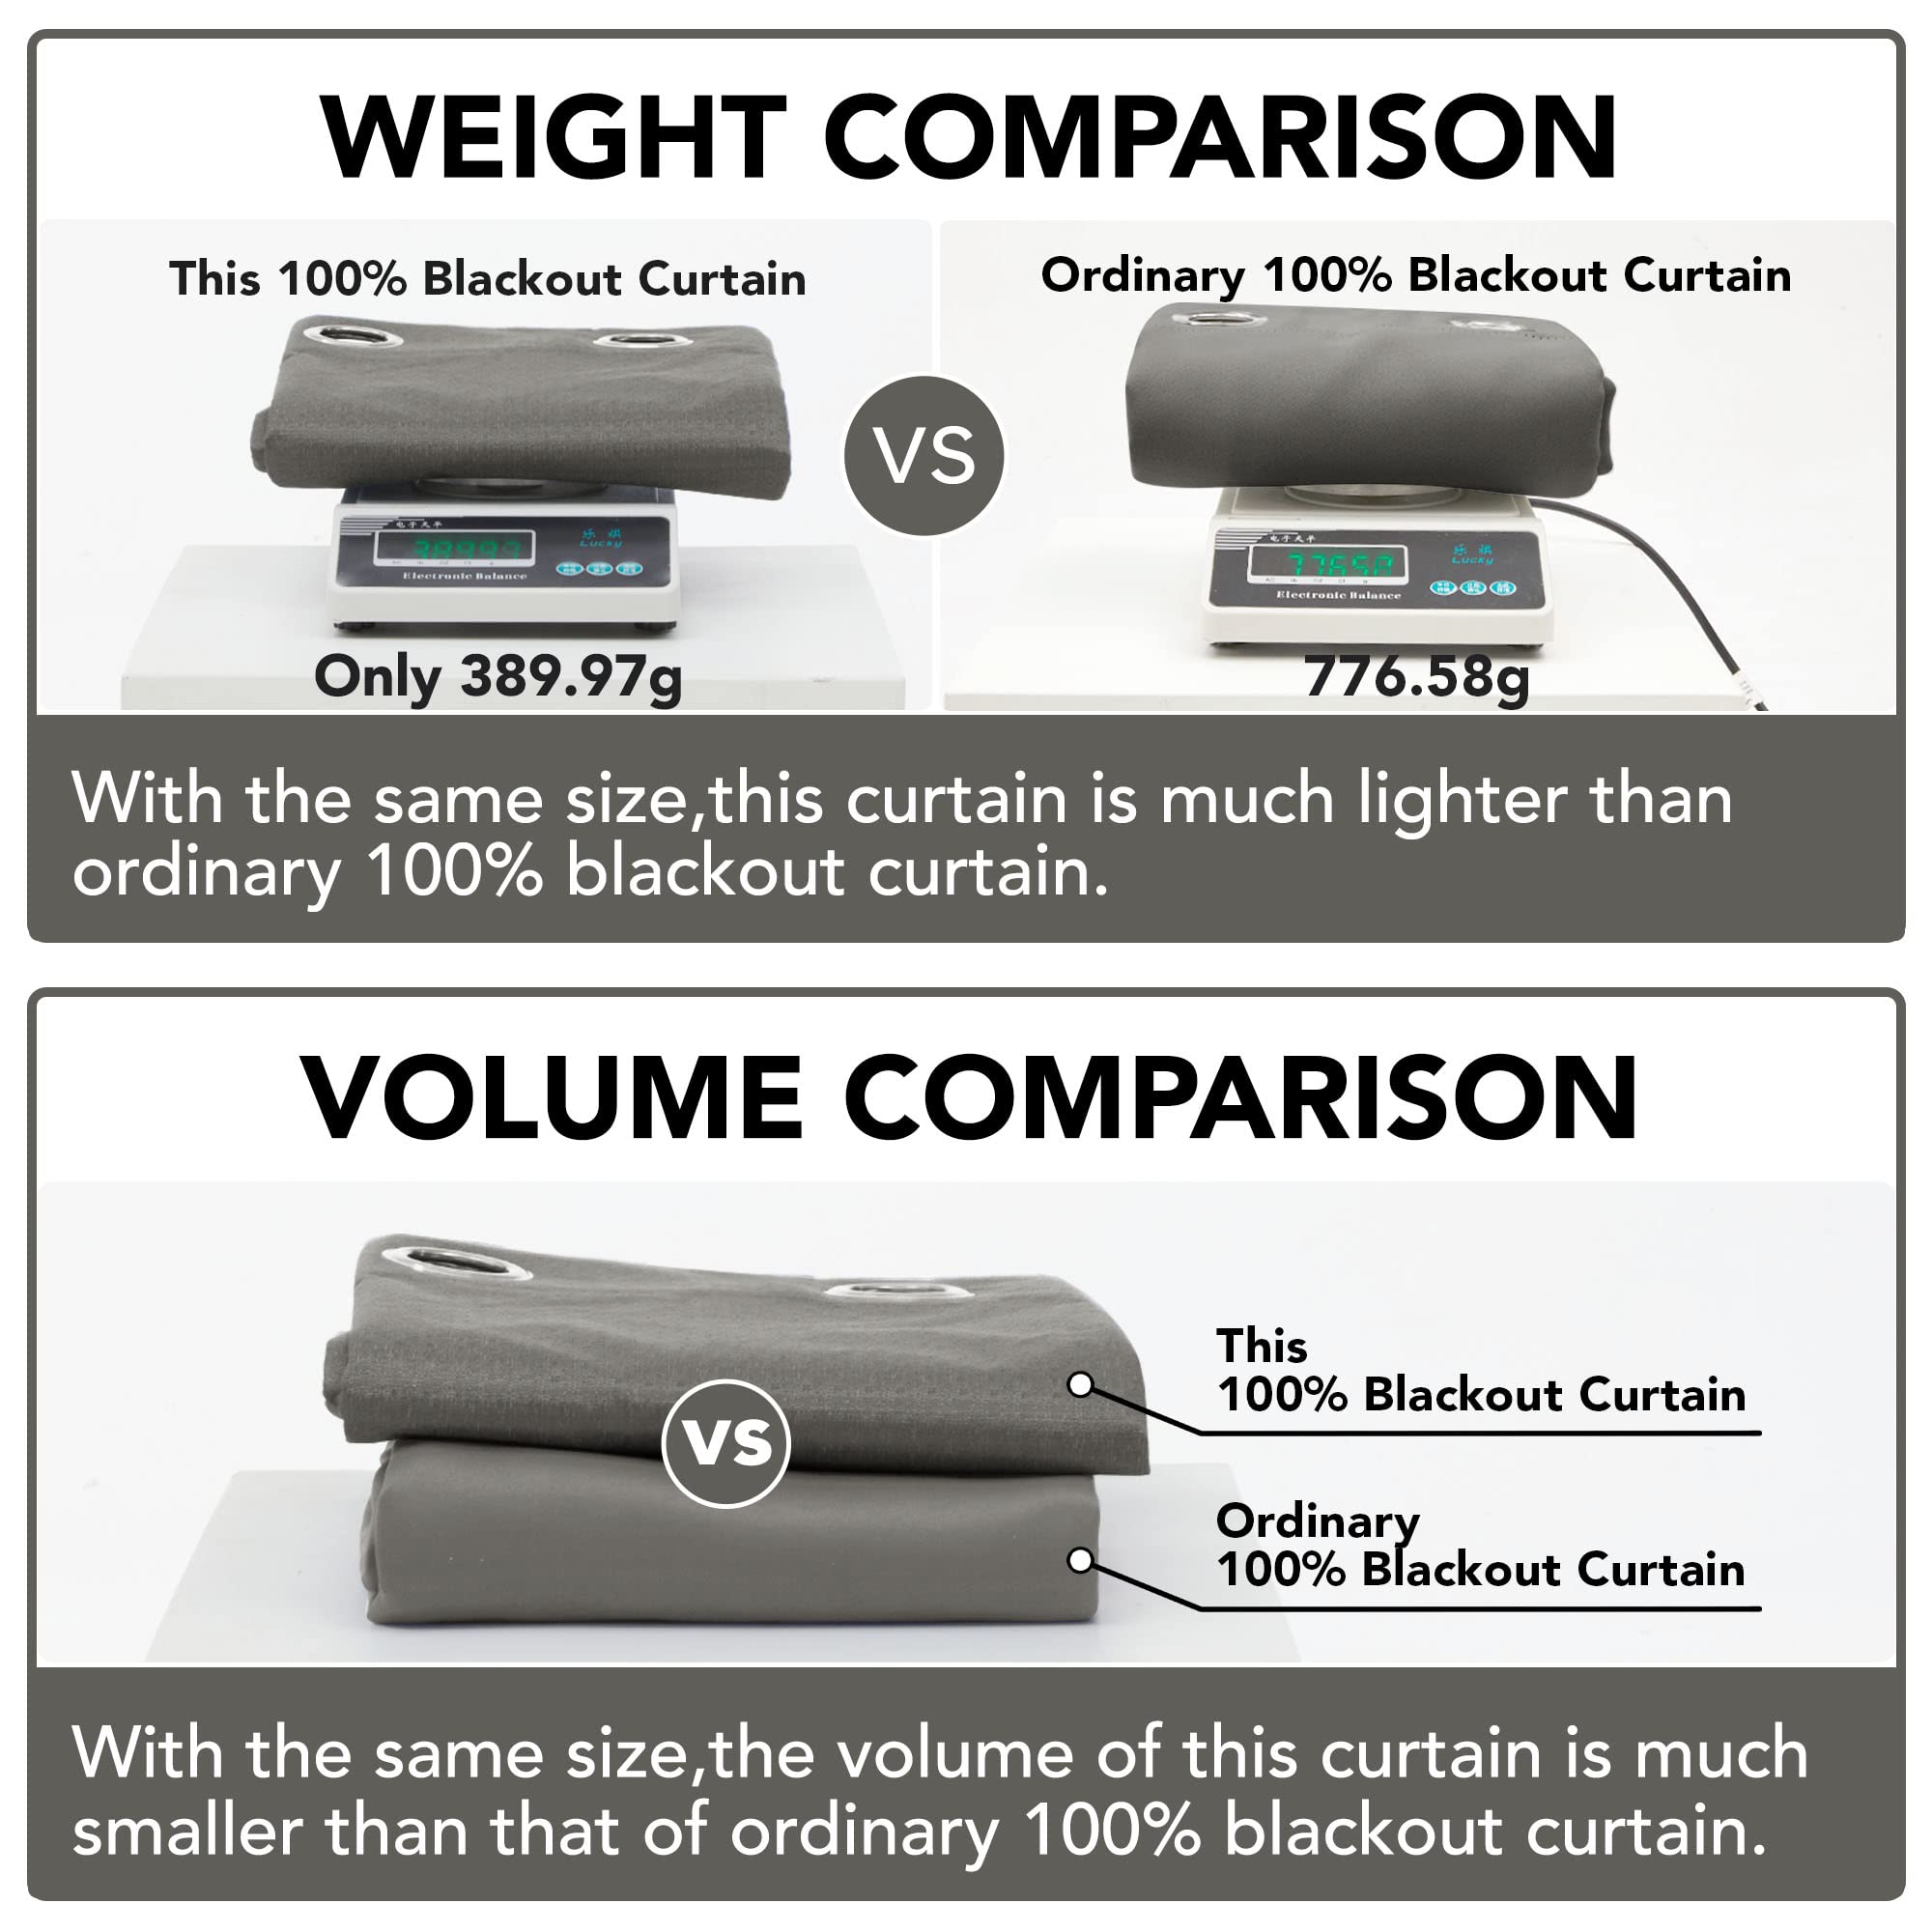 WEIGHT COMPARISON
This 100% Blackout Curtain
Ordinary 100% Blackout Curtain
VS
电子天平
乐祺
Lucky
Electronic Balance
电子天平
77658
乐祺
Lucky
Electronic Balance
Only 389.97g
776.58g
With the same size,this curtain is much lighter than
ordinary 100% blackout curtain.
VOLUME COMPARISON
This
100% Blackout Curtain
VS
Ordinary
100% Blackout Curtain
With the same size,the volume of this curtain is much
smaller than that of ordinary 100% blackout curtain.